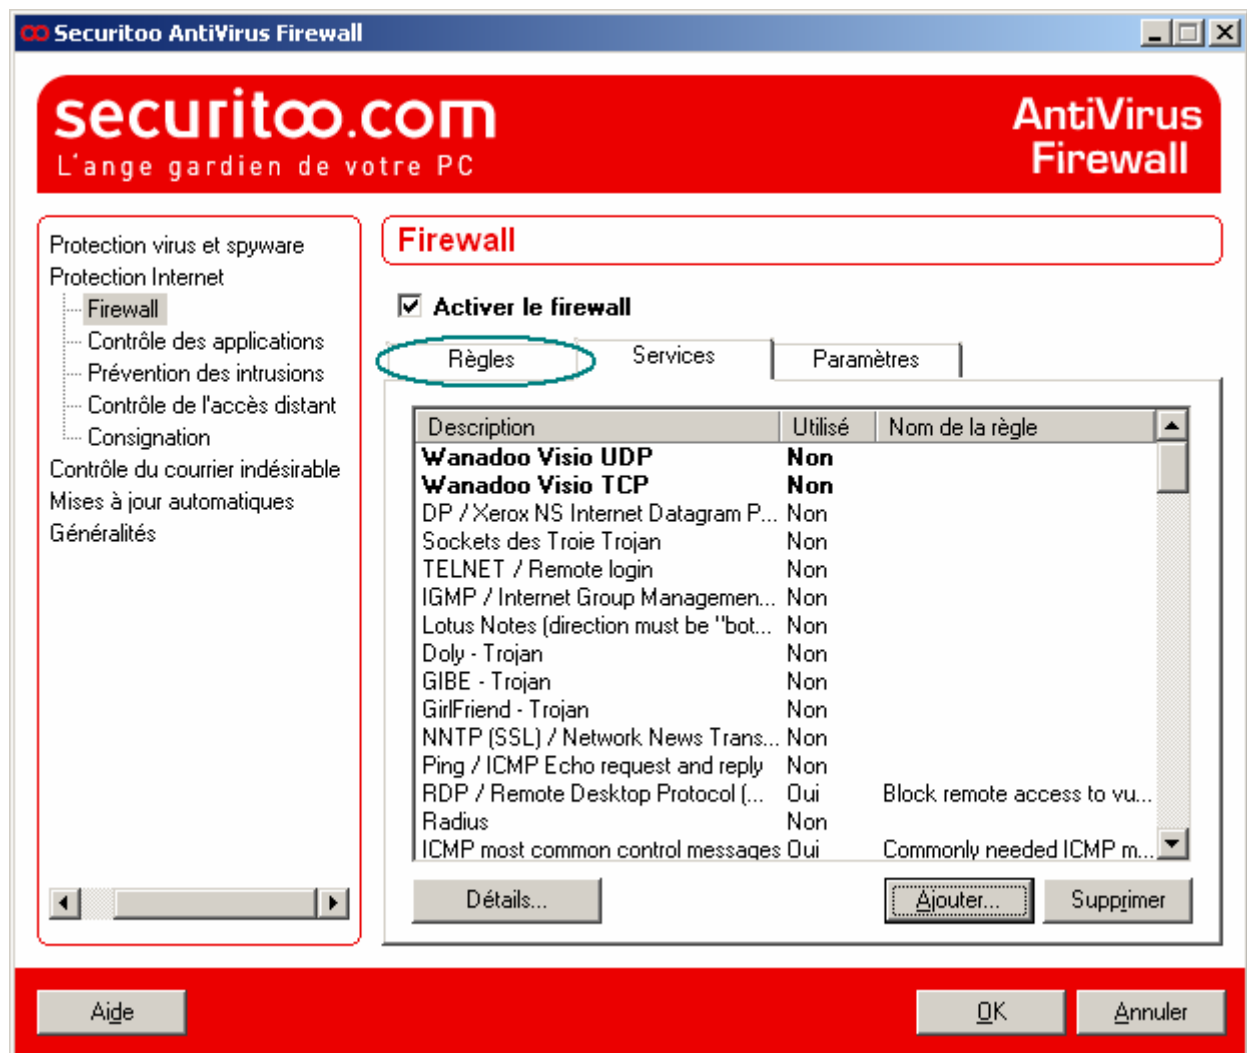 Securitoo AntiVirus Firewall
securitoo.com
L'ange gardien de votre PC
AntiVirus
Firewall
Protection virus et spyware
Protection Internet
Firewall
Contrôle des applications
Prévention des intrusions
Contrôle de l'accès distant
Consignation
Contrôle du courrier indésirable
Mises à jour automatiques
Généralités
Firewall
Activer le firewall
Règles Services Paramètres
Description Utilisé Nom de la règle
Wanadoo Visio UDP Non
Wanadoo Visio TCP Non
DP / Xerox NS Internet Datagram P... Non
Sockets des Troie Trojan Non
TELNET / Remote login Non
IGMP / Internet Group Managemen... Non
Lotus Notes (direction must be "bot... Non
Doly - Trojan Non
GIBE - Trojan Non
GirlFriend - Trojan Non
NNTP (SSL) / Network News Trans... Non
Ping / ICMP Echo request and reply Non
RDP / Remote Desktop Protocol (... Oui Block remote access to vu...
Radius Non
ICMP most common control messages Oui Commonly needed ICMP m...
Détails... Ajouter... Supprimer
Aide OK Annuler